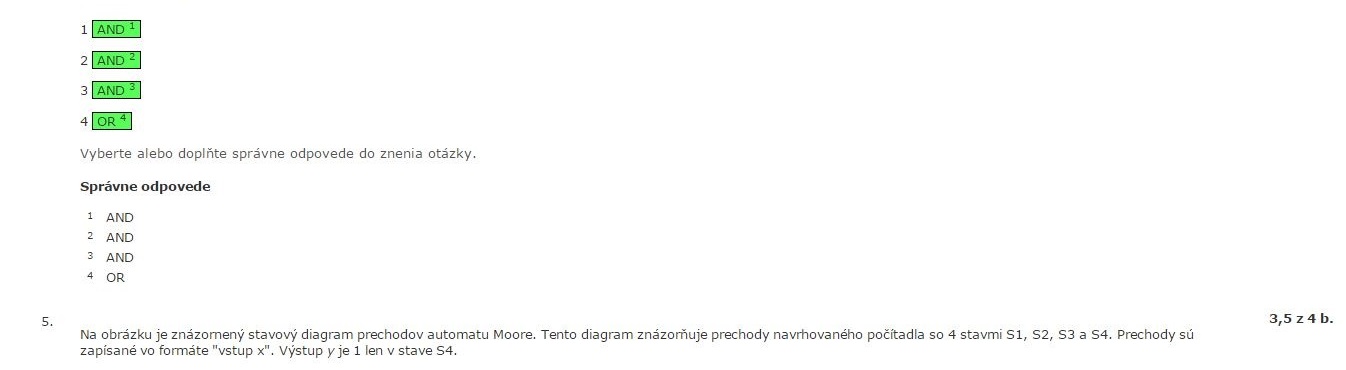 1 AND 1
2 AND 2
3 AND 3
4 OR 4
Vyberte alebo doplňte správne odpovede do znenia otázky.
Správne odpovede
1 AND
2 AND
3 AND
4 OR
5.
3,5 z 4 b.
Na obrázku je znázornený stavový diagram prechodov automatu Moore. Tento diagram znázorňuje prechody navrhovaného počítadla so 4 stavmi S1, S2, S3 a S4. Prechody sú
zapísané vo formáte "vstup x". Výstup y je 1 len v stave S4.